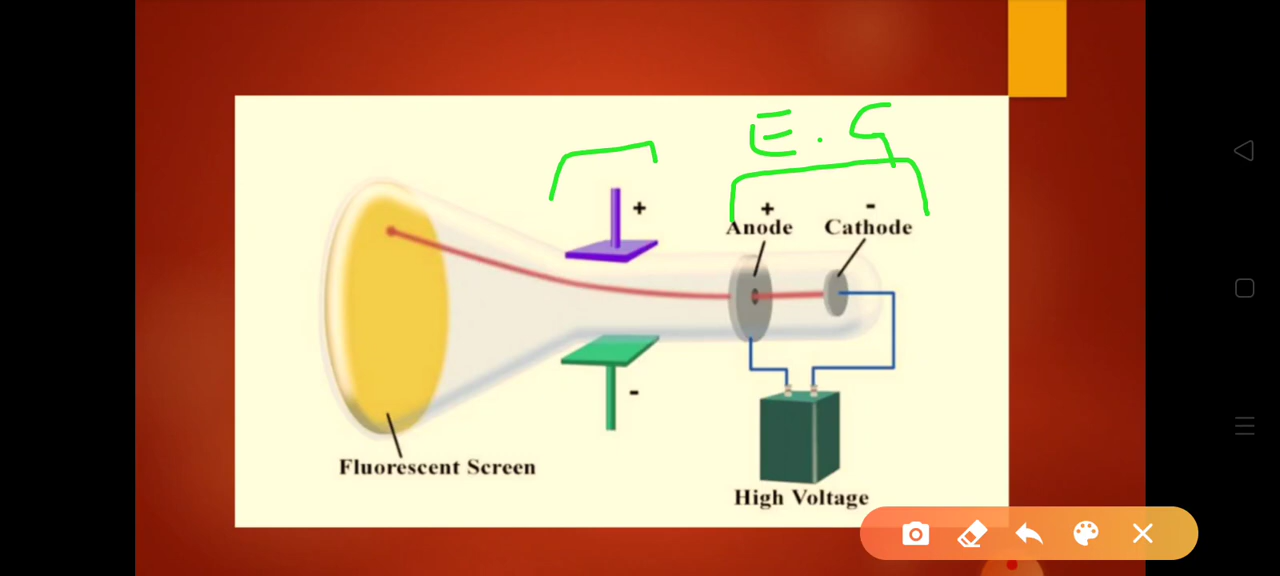 E.G
+
+ -
Anode Cathode
-
Fluorescent Screen
High Voltage